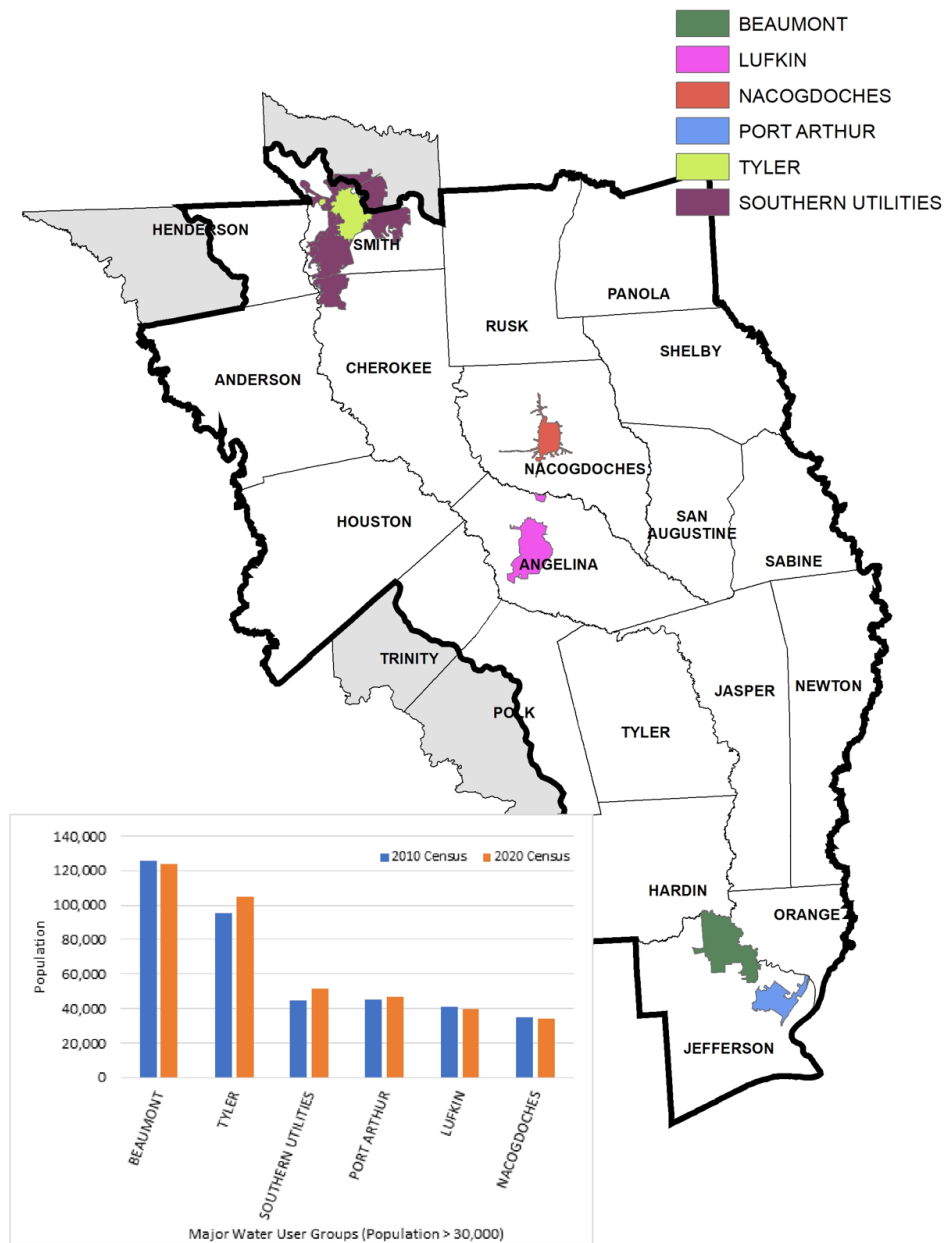 BEAUMONT
LUFKIN
NACOGDOCHES
PORT ARTHUR
TYLER
SOUTHERN UTILITIES
HENDERSON
SMITH
PANOLA
RUSK
SHELBY
CHEROKEE
ANDERSON
NACOGDOCHES
HOUSTON
SAN
AUGUSTINE
ANGELINA
SABINE
TRINITY
JASPER
NEWTON
POLK
TYLER
HARDIN
ORANGE
JEFFERSON
140,000
120,000
100,000
80,000
60,000
40,000
20,000
0
Population
2010 Census
2020 Census
BEAUMONT
TYLER
SOUTHERN UTILITIES
PORT ARTHUR
LUFKIN
NACOGDOCHES
Major Water User Groups (Population > 30,000)